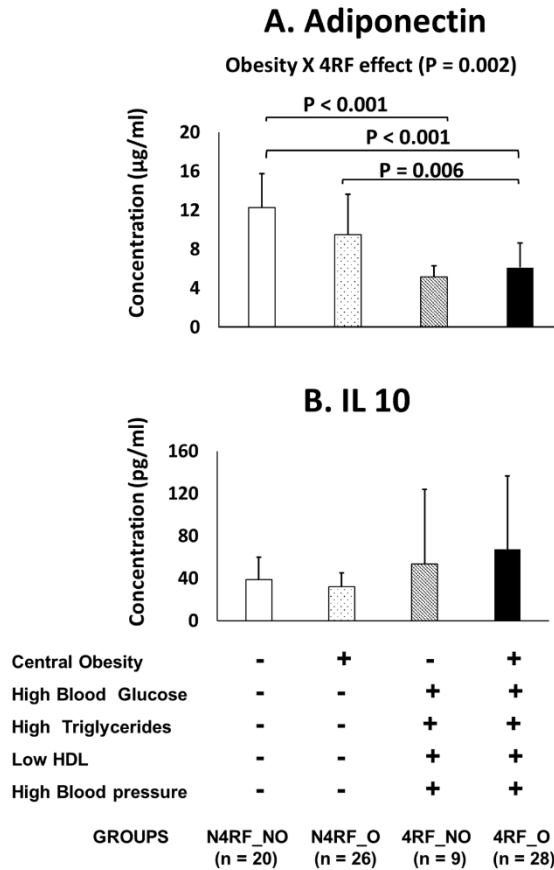 A. Adiponectin
Obesity X 4RF effect (P = 0.002)
P < 0.001
P < 0.001
P = 0.006
Concentration (µg/ml)
20
16
12
8
4
0
B. IL 10
Concentration (pg/ml)
160
120
80
40
0
Central Obesity - + - +
High Blood Glucose - - + +
High Triglycerides - - + +
Low HDL - - + +
High Blood pressure - - + +
GROUPS N4RF_NO N4RF_O 4RF_NO 4RF_O
(n = 20) (n = 26) (n = 9) (n = 28)